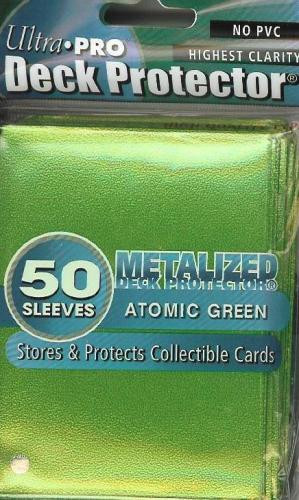 Ultra•PRO
NO PVC
HIGHEST CLARITY
Deck Protector®
50
SLEEVES
METALIZED
DECK PROTECTOR®
ATOMIC GREEN
Stores & Protects Collectible Cards